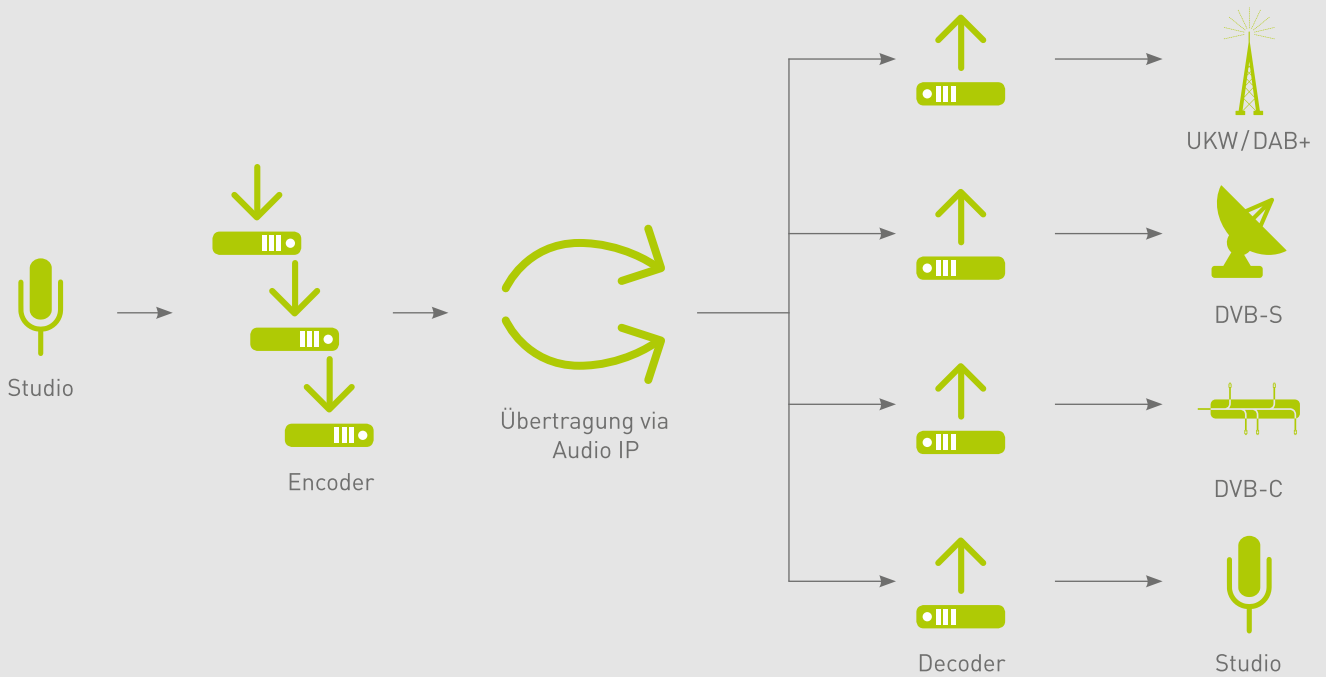 Studio
Encoder
Übertragung via
Audio IP
Decoder
UKW/DAB+
DVB-S
DVB-C
Studio